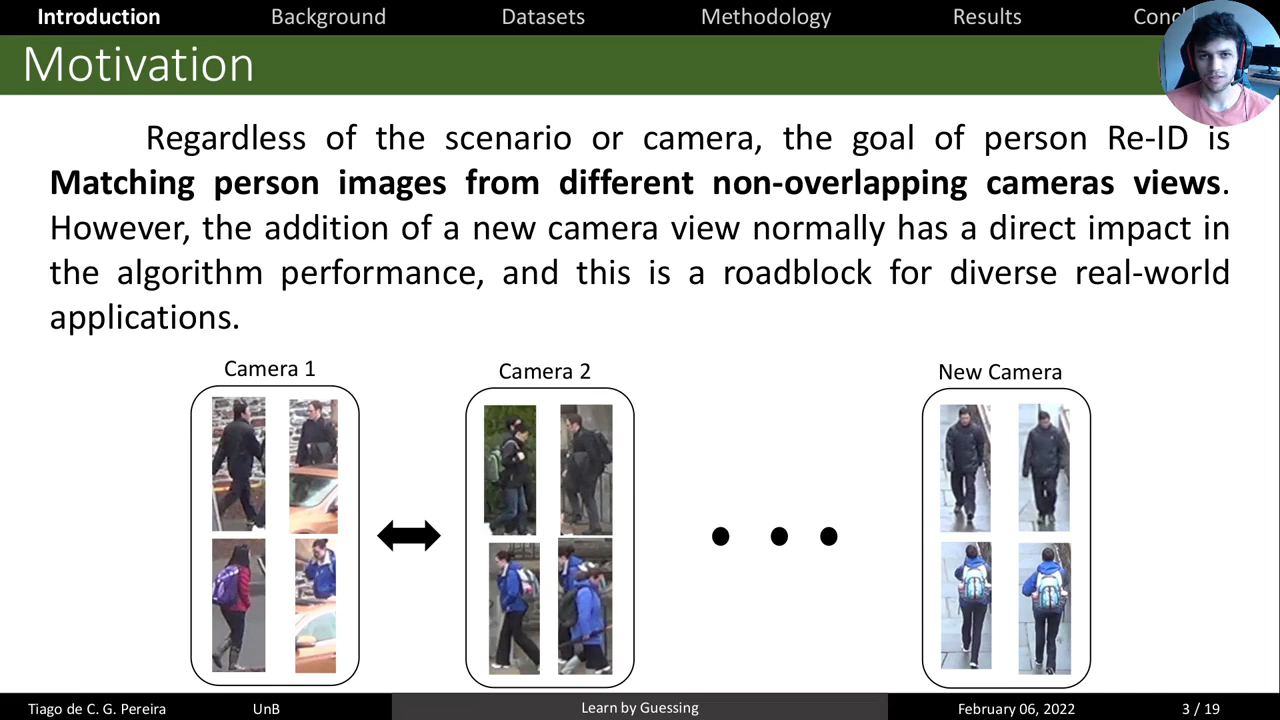 Introduction Background Datasets Methodology Results
Motivation
Regardless of the scenario or camera, the goal of person Re-ID is
Matching person images from different non-overlapping cameras views.
However, the addition of a new camera view normally has a direct impact in
the algorithm performance, and this is a roadblock for diverse real-world
applications.
Camera 1 Camera 2 New Camera
Tiago de C. G. Pereira UnB Learn by Guessing February 06, 2022 3 / 19